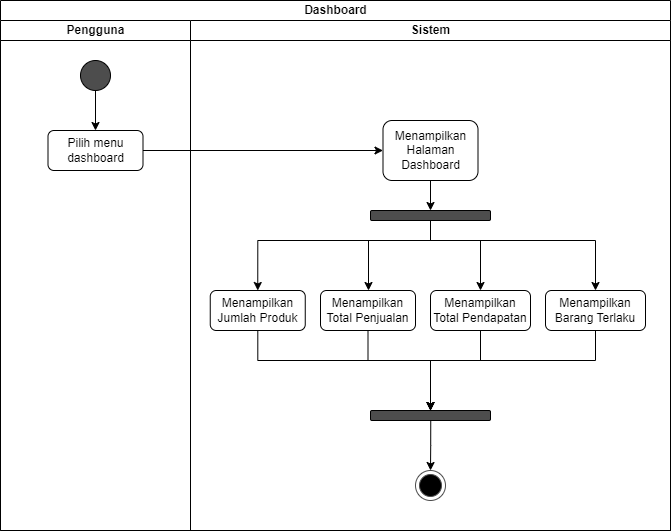 Dashboard
Pengguna
Sistem
Pilih menu
dashboard
Menampilkan
Halaman
Dashboard
Menampilkan
Jumlah Produk
Menampilkan
Total Penjualan
Menampilkan
Total Pendapatan
Menampilkan
Barang Terlaku